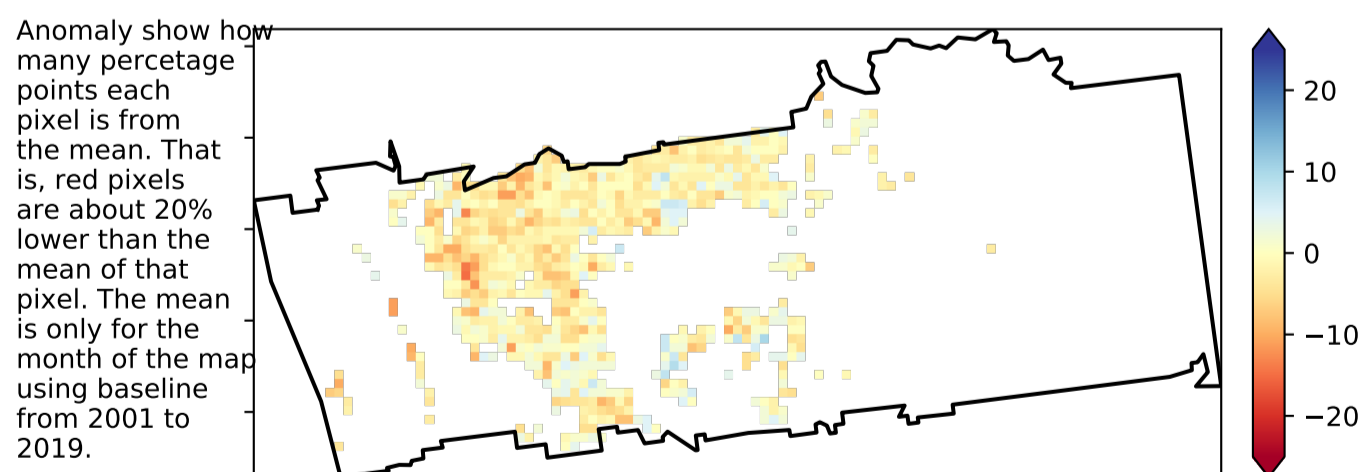 Anomaly show how
many percetage
points each
pixel is from
the mean. That
is, red pixels
are about 20%
lower than the
mean of that
pixel. The mean
is only for the
month of the map
using baseline
from 2001 to
2019.
20
10
0
−10
−20